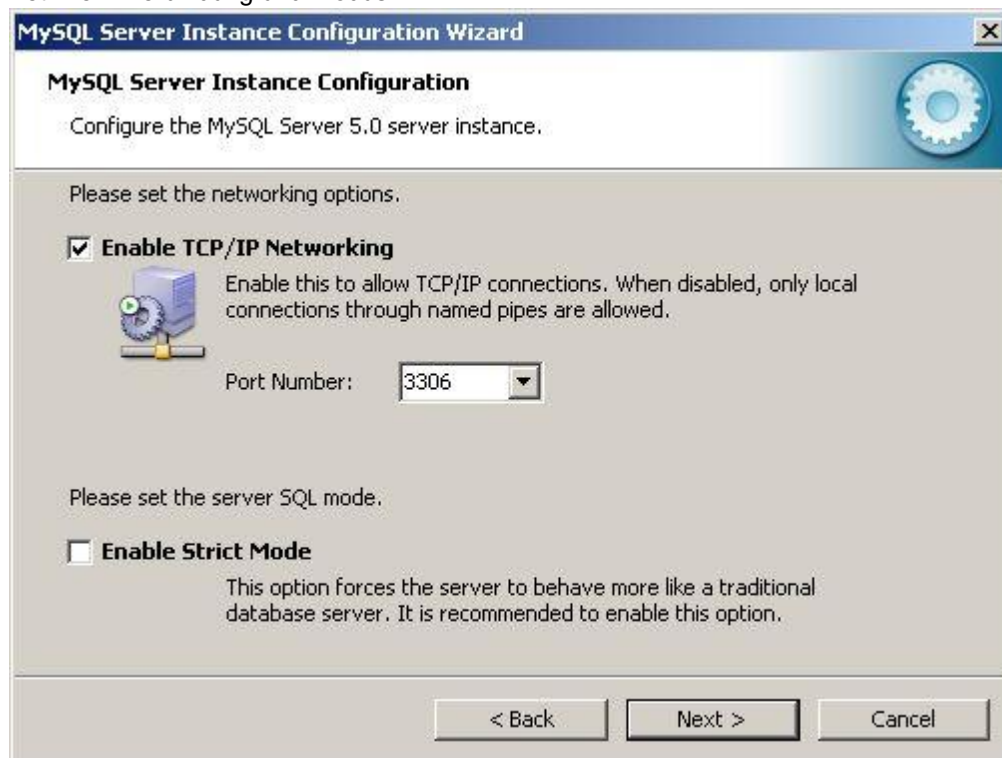 MySQL Server Instance Configuration Wizard
MySQL Server Instance Configuration
Configure the MySQL Server 5.0 server instance.
Please set the networking options.
Enable TCP/IP Networking
Enable this to allow TCP/IP connections. When disabled, only local
connections through named pipes are allowed.
Port Number: 3306
Please set the server SQL mode.
Enable Strict Mode
This option forces the server to behave more like a traditional
database server. It is recommended to enable this option.
< Back Next > Cancel